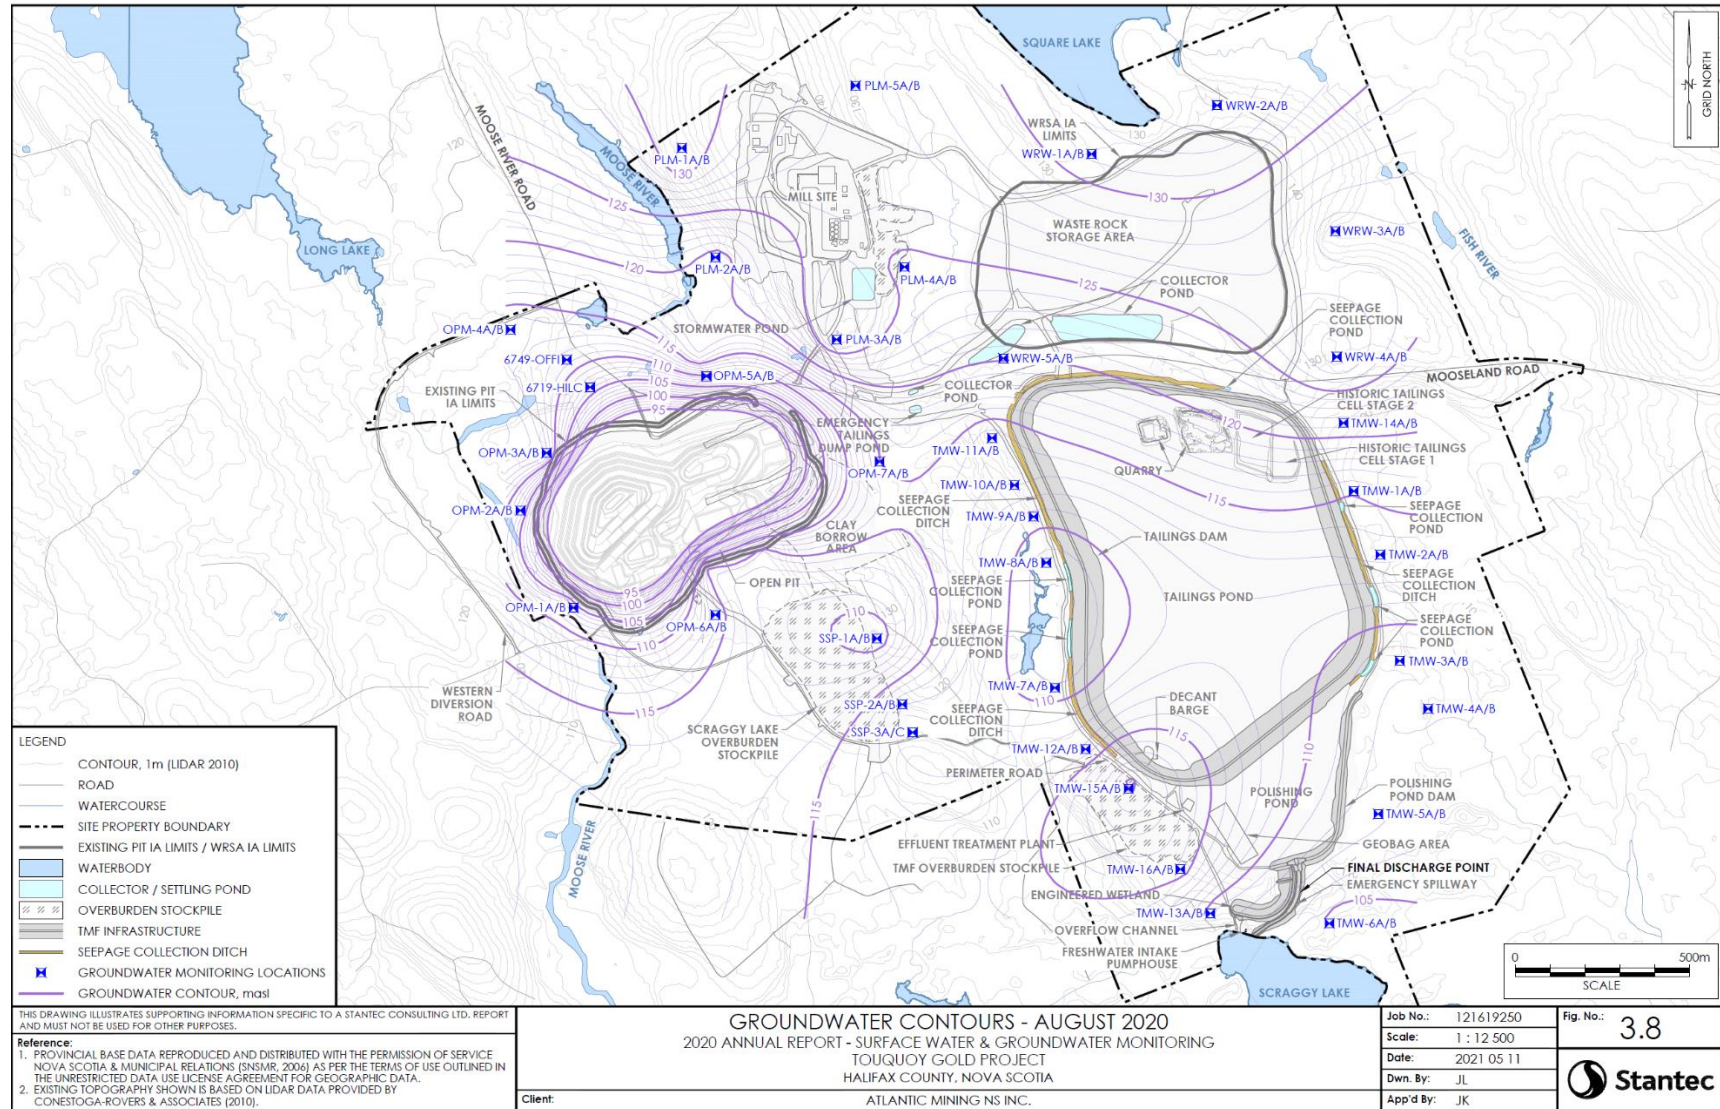 SQUARE LAKE
GRID NORTH
N
PLM-5A/B
WRW-2A/B
MOOSE RIVER ROAD
MOOSE RIVER
WRSA IA
LIMITS
WRW-1A/B
PLM-1A/B
130
130
130
130
140
130
140
120
MILL SITE
125
130
WASTE ROCK
STORAGE AREA
WRW-3A/B
FISH RIVER
LONG LAKE
120
PLM-2A/B
PLM-4A/B
125
COLLECTOR
POND
SEEPAGE
COLLECTION
POND
STORMWATER POND
OPM-4A/B
115
PLM-3A/B
6749-OFFI
110
WRW-5A/B
130
WRW-4A/B
MOOSELAND ROAD
6719-HILC
105
OPM-5A/B
100
95
EXISTING PIT
IA LIMITS
COLLECTOR
POND
HISTORIC TAILINGS
CELL STAGE 2
EMERGENCY
TAILINGS
DUMP POND
120
TMW-14A/B
TMW-11A/B
HISTORIC TAILINGS
CELL STAGE 1
OPM-3A/B
OPM-7A/B
QUARRY
TMW-10A/B
115
TMW-1A/B
SEEPAGE
COLLECTION
DITCH
SEEPAGE
COLLECTION
POND
OPM-2A/B
TMW-9A/B
CLAY
BORROW
AREA
TAILINGS DAM
TMW-2A/B
TMW-8A/B
OPEN PIT
SEEPAGE
COLLECTION
POND
SEEPAGE
COLLECTION
DITCH
95
100
105
110
TAILINGS POND
OPM-1A/B
OPM-6A/B
110
130
SSP-1A/B
SEEPAGE
COLLECTION
POND
SEEPAGE
COLLECTION
POND
120
TMW-3A/B
WESTERN
DIVERSION
ROAD
120
TMW-7A/B
110
DECANT
BARGE
115
SSP-2A/B
SEEPAGE
COLLECTION
DITCH
TMW-4A/B
SCRAGGY LAKE
OVERBURDEN
STOCKPILE
SSP-3A/C
115
110
TMW-12A/B
110
PERIMETER ROAD
TMW-15A/B
POLISHING
POND
POLISHING
POND DAM
115
110
TMW-5A/B
MOOSE RIVER
EFFLUENT TREATMENT PLANT
GEOBAG AREA
TMF OVERBURDEN STOCKPILE
TMW-16A/B
FINAL DISCHARGE POINT
ENGINEERED WETLAND
EMERGENCY SPILLWAY
105
TMW-13A/B
TMW-6A/B
OVERFLOW CHANNEL
FRESHWATER INTAKE
PUMPHOUSE
SCRAGGY LAKE
0 500m
SCALE
LEGEND
CONTOUR, 1m (LIDAR 2010)
ROAD
WATERCOURSE
SITE PROPERTY BOUNDARY
EXISTING PIT IA LIMITS / WRSA IA LIMITS
WATERBODY
COLLECTOR / SETTLING POND
OVERBURDEN STOCKPILE
TMF INFRASTRUCTURE
SEEPAGE COLLECTION DITCH
GROUNDWATER MONITORING LOCATIONS
GROUNDWATER CONTOUR, masl
THIS DRAWING ILLUSTRATES SUPPORTING INFORMATION SPECIFIC TO A STANTEC CONSULTING LTD. REPORT
AND MUST NOT BE USED FOR OTHER PURPOSES.
Reference:
1. PROVINCIAL BASE DATA REPRODUCED AND DISTRIBUTED WITH THE PERMISSION OF SERVICE
NOVA SCOTIA & MUNICIPAL RELATIONS (SNSMR, 2006) AS PER THE TERMS OF USE OUTLINED IN
THE UNRESTRICTED DATA USE LICENSE AGREEMENT FOR GEOGRAPHIC DATA.
2. EXISTING TOPOGRAPHY SHOWN IS BASED ON LIDAR DATA PROVIDED BY
CONESTOGA-ROVERS & ASSOCIATES (2010).
GROUNDWATER CONTOURS - AUGUST 2020
2020 ANNUAL REPORT - SURFACE WATER & GROUNDWATER MONITORING
TOUQUOY GOLD PROJECT
HALIFAX COUNTY, NOVA SCOTIA
Client: ATLANTIC MINING NS INC.
Job No.: 121619250
Scale: 1 : 12 500
Date: 2021 05 11
Dwn. By: JL
App'd By: JK
Fig. No.: 3.8
Stantec